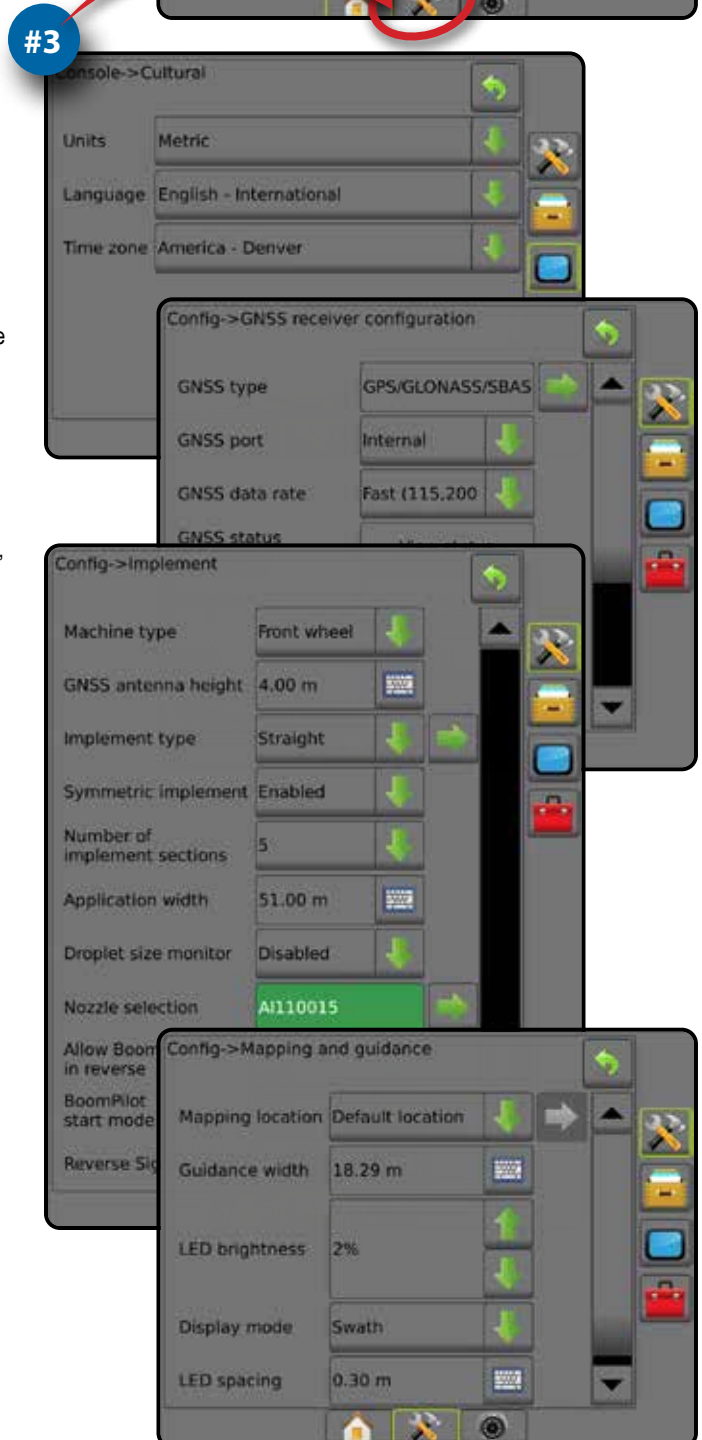 #3
Console->Cultural
Units Metric
Language English - International
Time zone America - Denver
e
Config->GNSS receiver configuration
GNSS type GPS/GLONASS/SBAS
GNSS port Internal
GNSS data rate Fast (115,200
GNSS status
,
Config->Implement
Machine type Front wheel
GNSS antenna height 4.00 m
Implement type Straight
Symmetric implement Enabled
Number of
implement sections 5
Application width 51.00 m
Droplet size monitor Disabled
Nozzle selection AI110015
Allow Boom
in reverse
BoomPilot
start mode
Reverse Sig
Config->Mapping and guidance
Mapping location Default location
Guidance width 18.29 m
LED brightness 2%
Display mode Swath
LED spacing 0.30 m